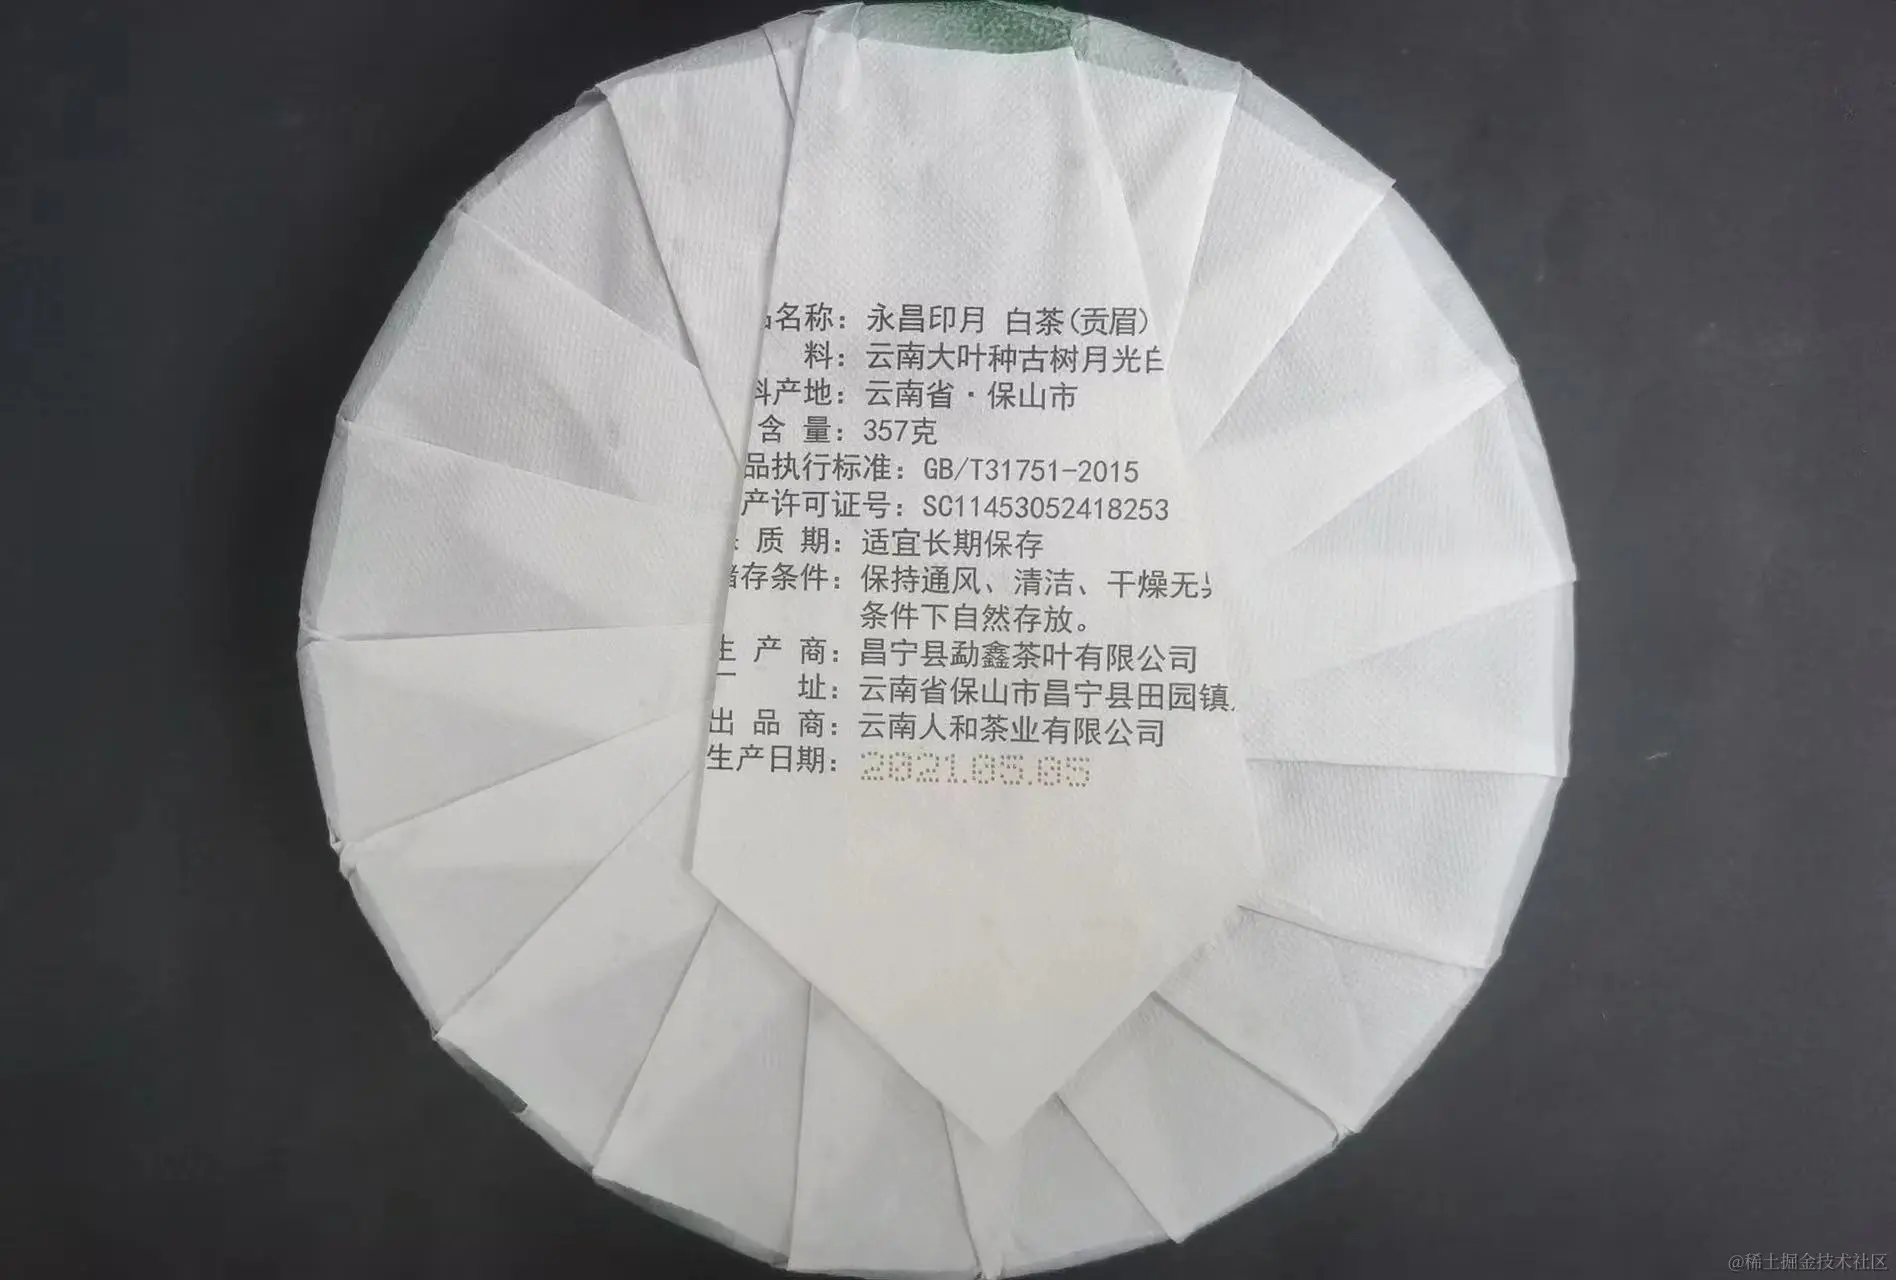 名称：永昌印月 白茶(贡眉)
料：云南大叶种古树月光白
产地：云南省·保山市
含 量：357克
品执行标准：GB/T31751-2015
产许可证号：SC11453052418253
质 期：适宜长期保存
储存条件：保持通风、清洁、干燥无
条件下自然存放。
生 产 商：昌宁县勐鑫茶叶有限公司
址：云南省保山市昌宁县田园镇
出 品 商：云南人和茶业有限公司
生产日期：2021.05.05
@稀土掘金技术社区